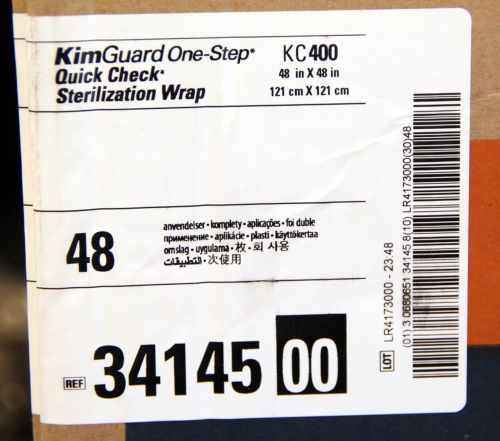 KimGuard One-Step*
Quick Check*
Sterilization Wrap
KC400
48 in X 48 in
121 cm X 121 cm
48
anvendelser • komplety • aplicações • foi duble
применение • aplikácie • plasti • käyttökertaa
omslag • uygulama • 枚 • 회 사용
التطبيقات • 次使用
REF 34145 00
LOT LR4173000 - 23:48
(01) 3 0680651 34145 8(10) LR4173000(30)48